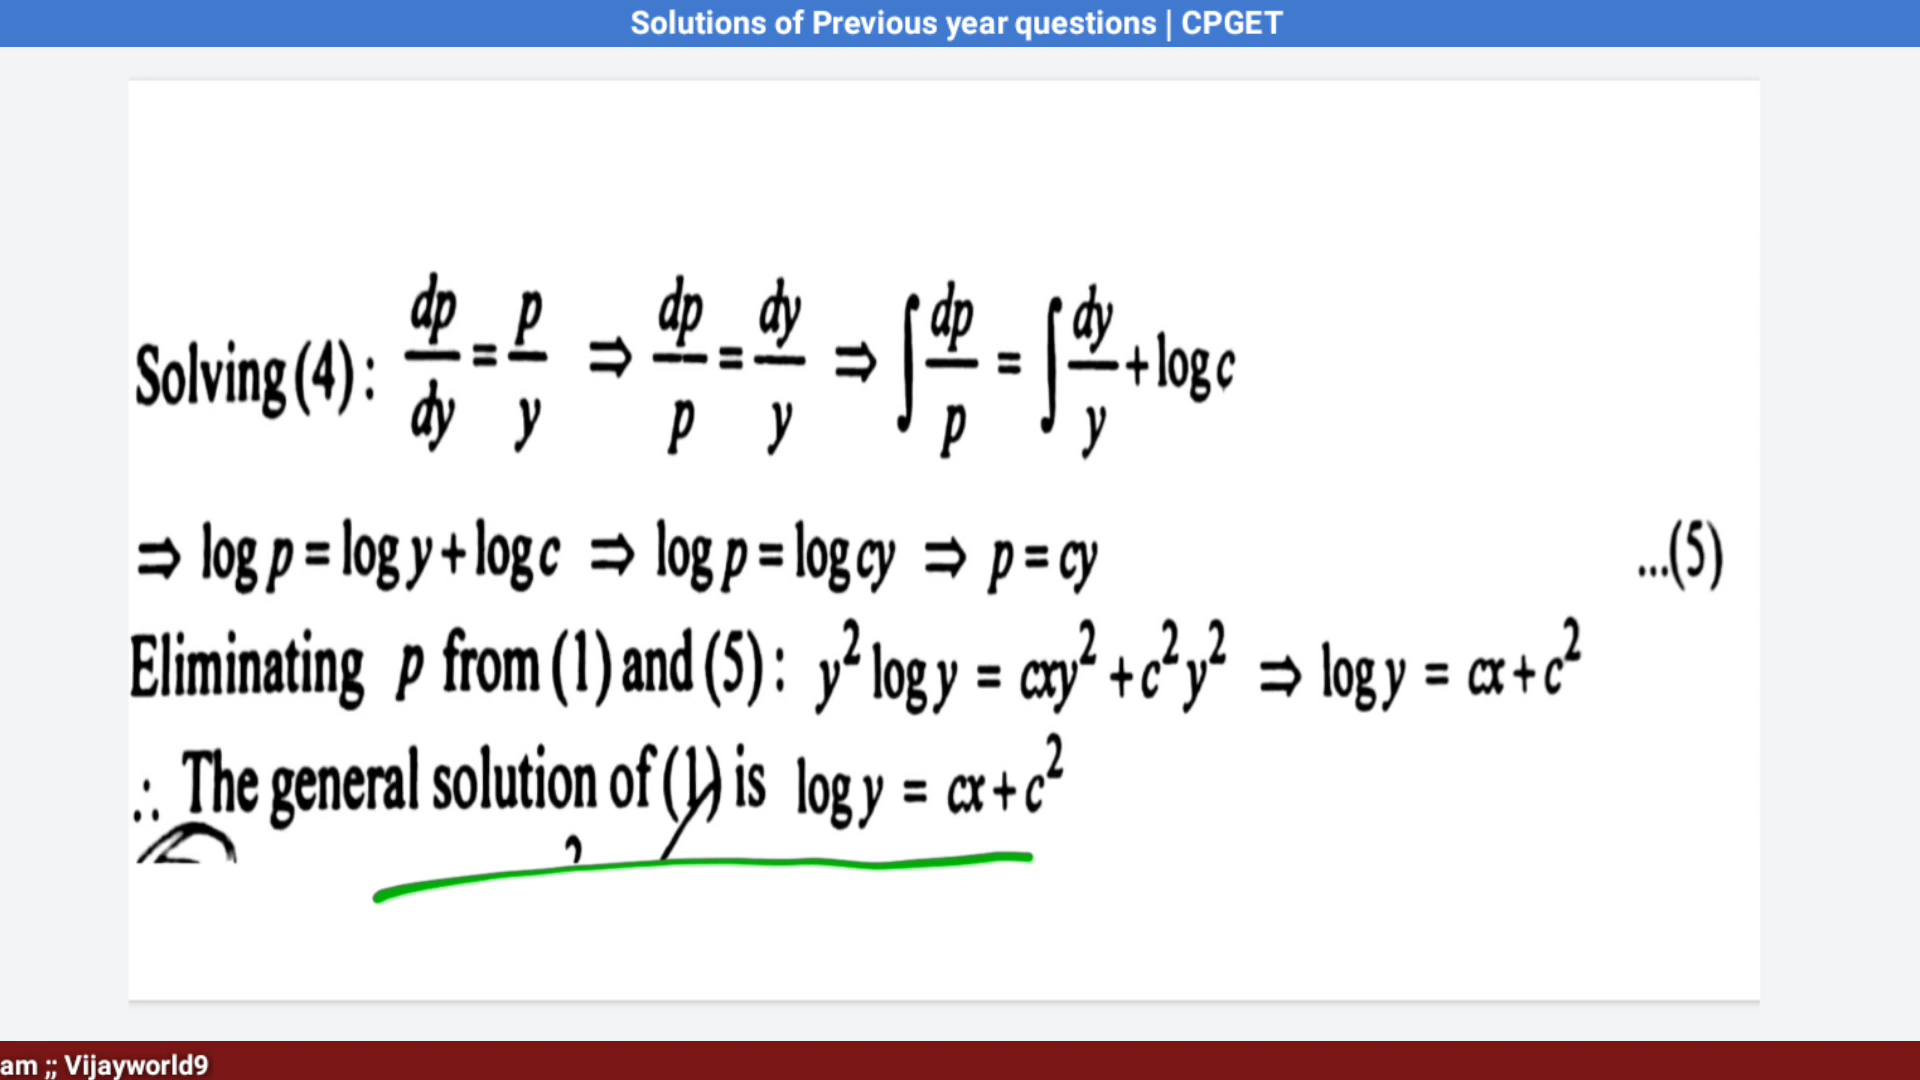 Solutions of Previous year questions | CPGET
Solving (4) : dp/dy = p/y ⇒ dp/p = dy/y ⇒ ∫ dp/p = ∫ dy/y + log c
⇒ log p = log y + log c ⇒ log p = log cy ⇒ p = cy ...(5)
Eliminating p from (1) and (5) : y² log y = cxy² + c²y² ⇒ log y = cx + c²
∴ The general solution of (1) is log y = cx + c²
am ;; Vijayworld9